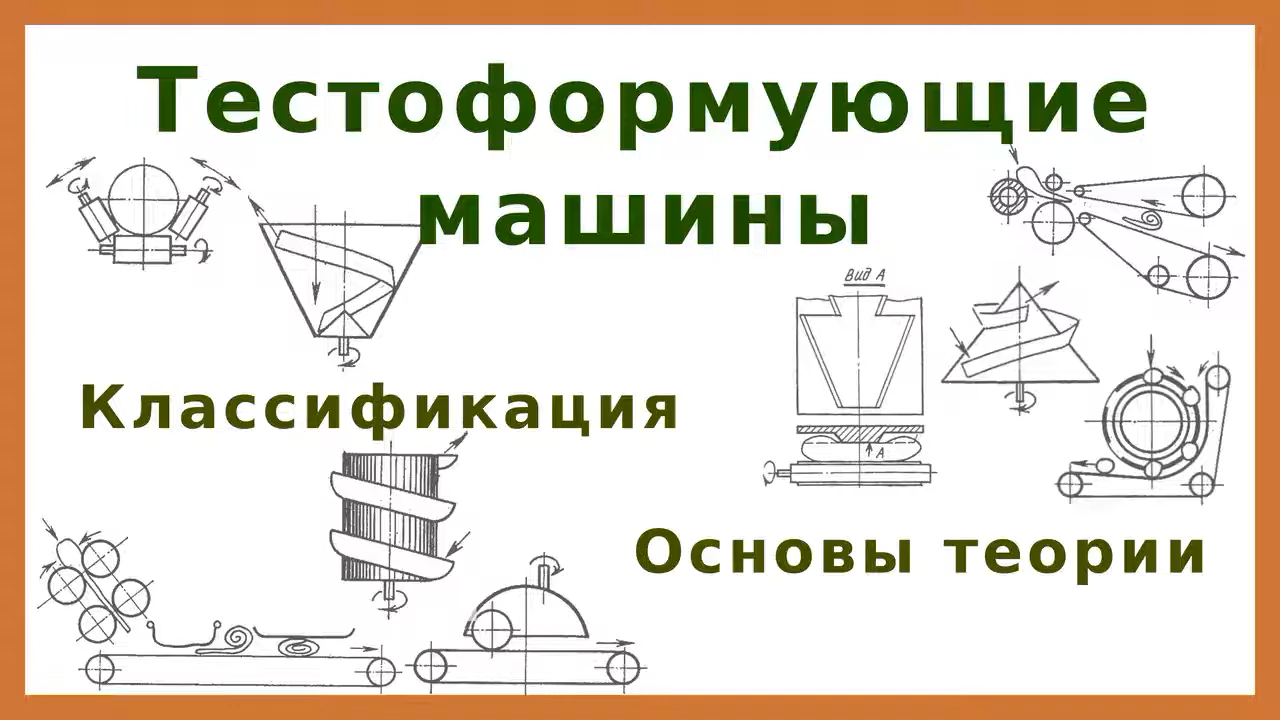 Тестоформующие
машины
Вид А
Классификация
А
Основы теории